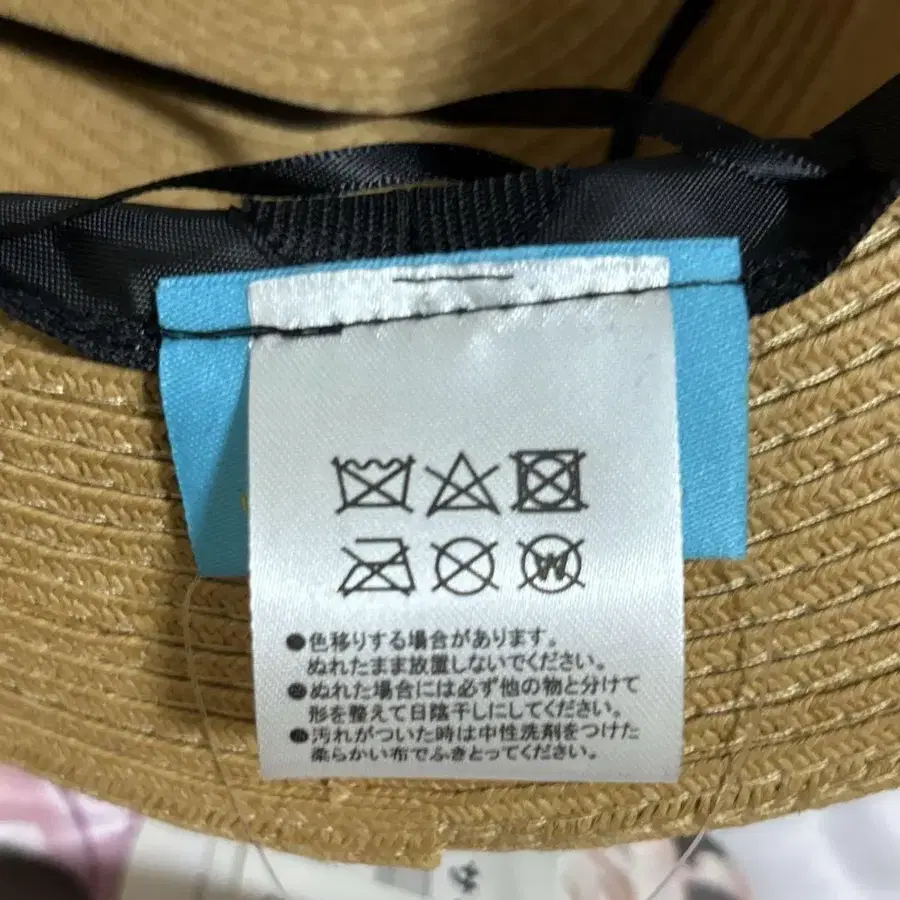 W
●色移りする場合があります。
ぬれたまま放置しないでください。
●ぬれた場合には必ず他の物と分けて
形を整えて日陰干しにしてください。
●汚れがついた時は中性洗剤をつけた
柔らかい布でふきとってください。